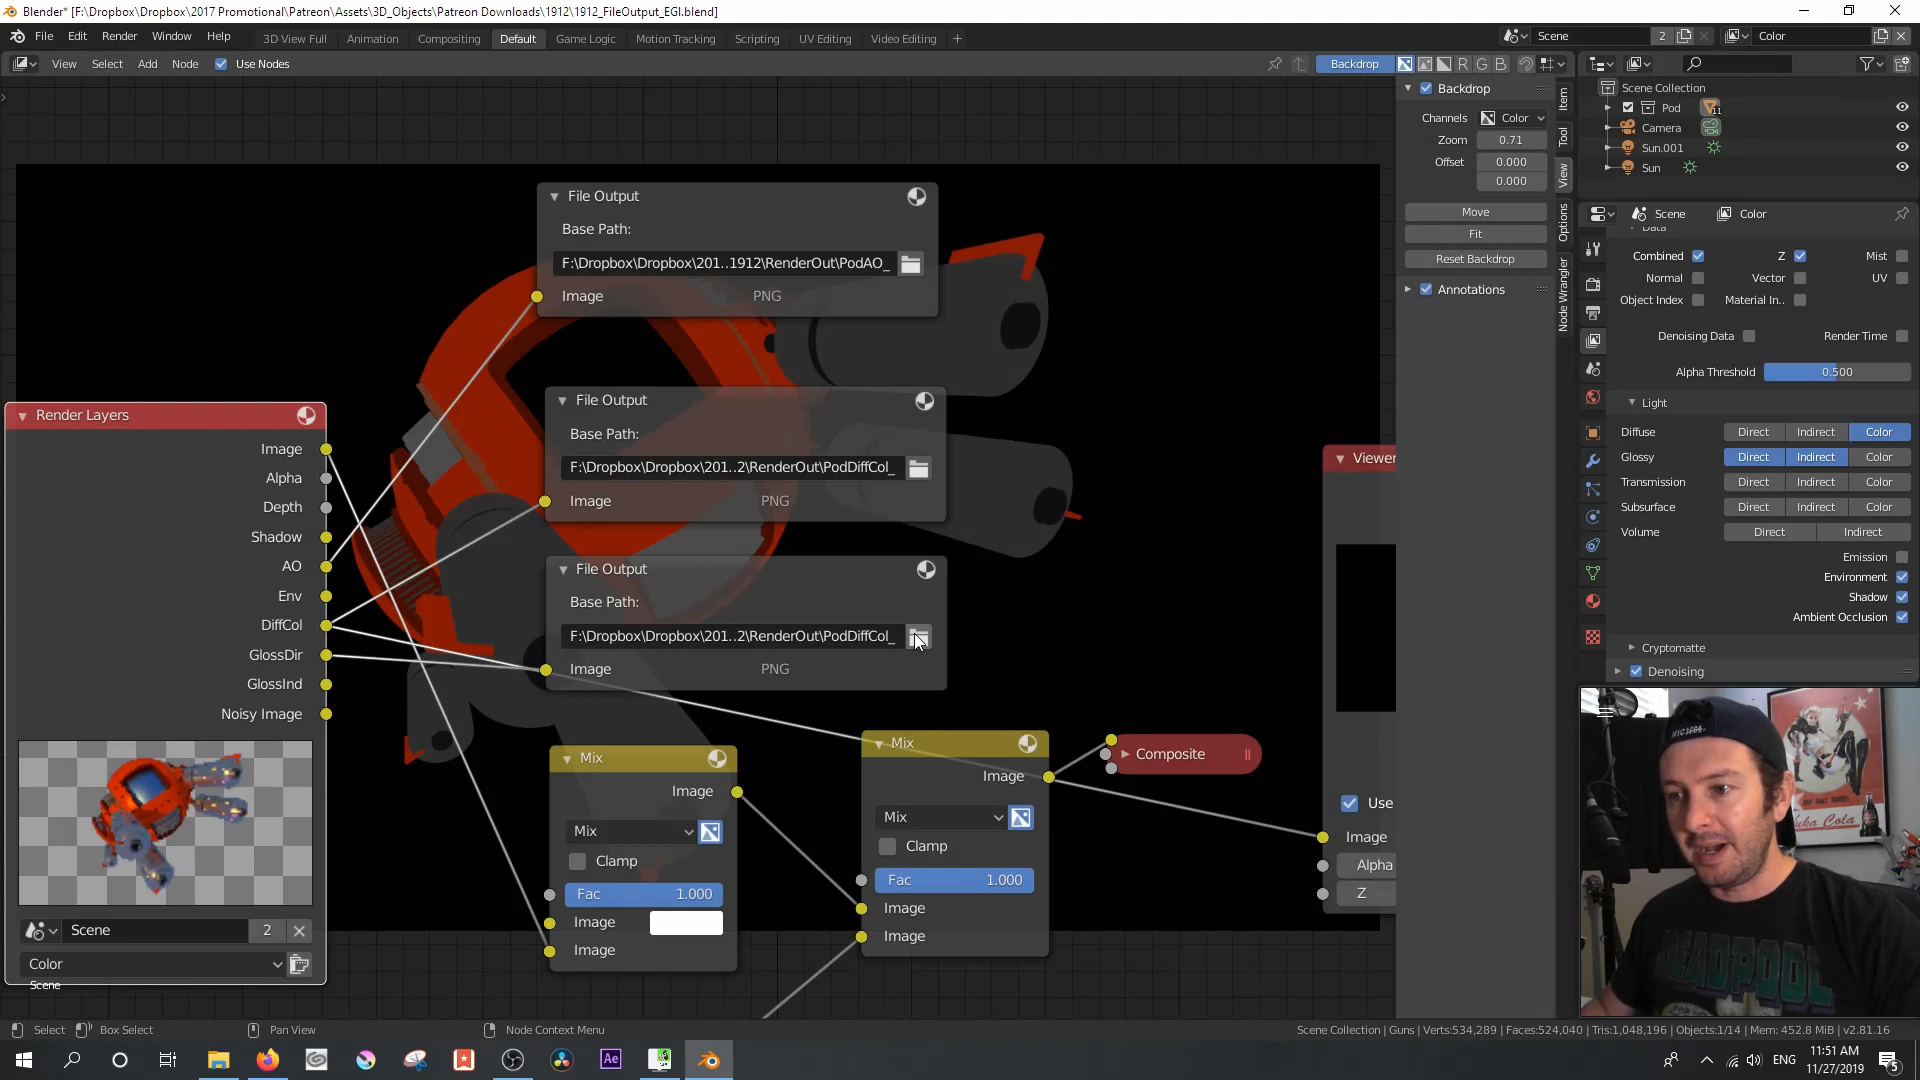 Blender* [F:\Dropbox\Dropbox\2017 Promotional\Patreon\Assets\3D_Objects\Patreon Downloads\1912\1912_FileOutput_EGI.blend]
File Edit Render Window Help 3D View Full Animation Compositing Default Game Logic Motion Tracking Scripting UV Editing Video Editing + Scene 2 Color
View Select Add Node Use Nodes Backdrop R G B
Backdrop
Channels Color
Zoom 0.71
Offset 0.000
0.000
Move
Fit
Reset Backdrop
Annotations
Item
Tool
View
Options
Node Wrangler
Scene Collection
Pod 11
Camera
Sun.001
Sun
Scene Color
Data
Combined Z Mist
Normal Vector UV
Object Index Material In..
Denoising Data Render Time
Alpha Threshold 0.500
Light
Diffuse Direct Indirect Color
Glossy Direct Indirect Color
Transmission Direct Indirect Color
Subsurface Direct Indirect Color
Volume Direct Indirect
Emission
Environment
Shadow
Ambient Occlusion
Cryptomatte
Denoising
File Output
Base Path:
F:\Dropbox\Dropbox\201..1912\RenderOut\PodAO_
Image PNG
File Output
Base Path:
F:\Dropbox\Dropbox\201..2\RenderOut\PodDiffCol_
Image PNG
File Output
Base Path:
F:\Dropbox\Dropbox\201..2\RenderOut\PodDiffCol_
Image PNG
Render Layers
Image
Alpha
Depth
Shadow
AO
Env
DiffCol
GlossDir
GlossInd
Noisy Image
Scene 2
Color
Scene
Mix
Image
Mix
Clamp
Fac 1.000
Image
Image
Mix
Image
Mix
Clamp
Fac 1.000
Image
Image
Composite
Viewer
Use
Image
Alpha
Z
Nuka Cola
DEADPOOL
Select Box Select Pan View Node Context Menu
Scene Collection | Guns | Verts:534,289 | Faces:524,040 | Tris:1,048,196 | Objects:1/14 | Mem: 452.8 MiB | v2.81.16
Ae
ENG
11:51 AM
11/27/2019
5